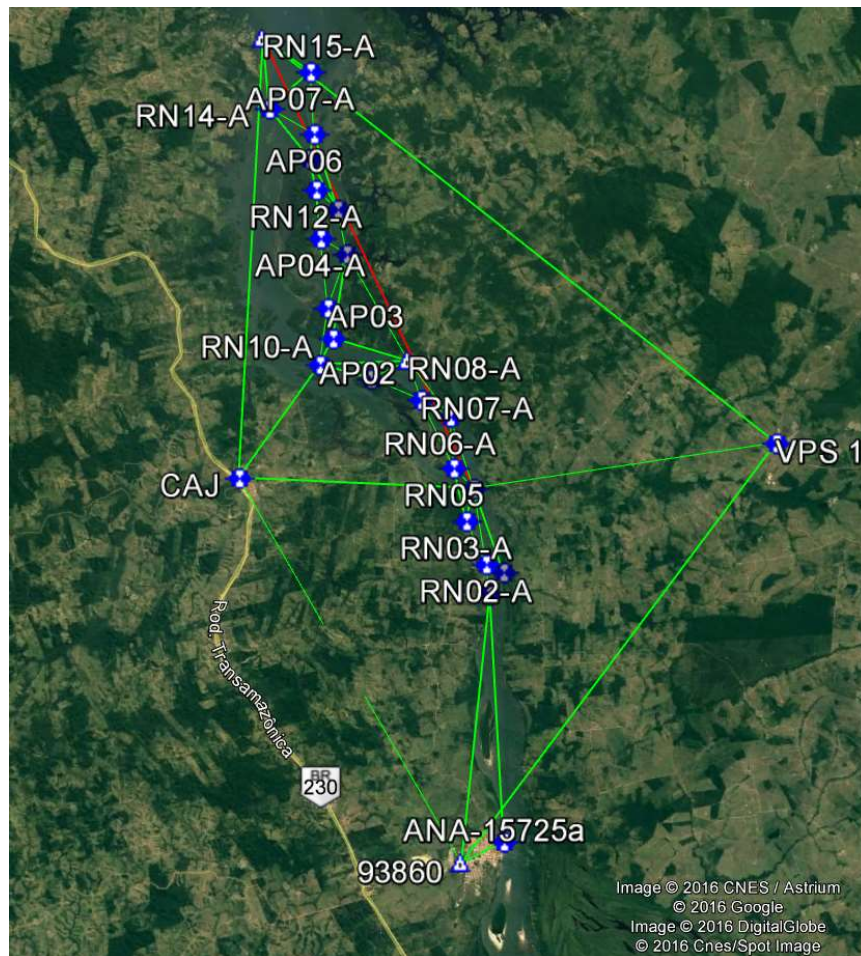 RN15-A
AP07-A
RN14-A
AP06
RN12-A
AP04-A
AP03
RN10-A
AP02
RN08-A
RN07-A
RN06-A
VPS 1
CAJ
RN05
RN03-A
RN02-A
Rod. Transamazônica
BR
230
ANA-15725a
93860
Image © 2016 CNES / Astrium
© 2016 Google
Image © 2016 DigitalGlobe
© 2016 Cnes/Spot Image